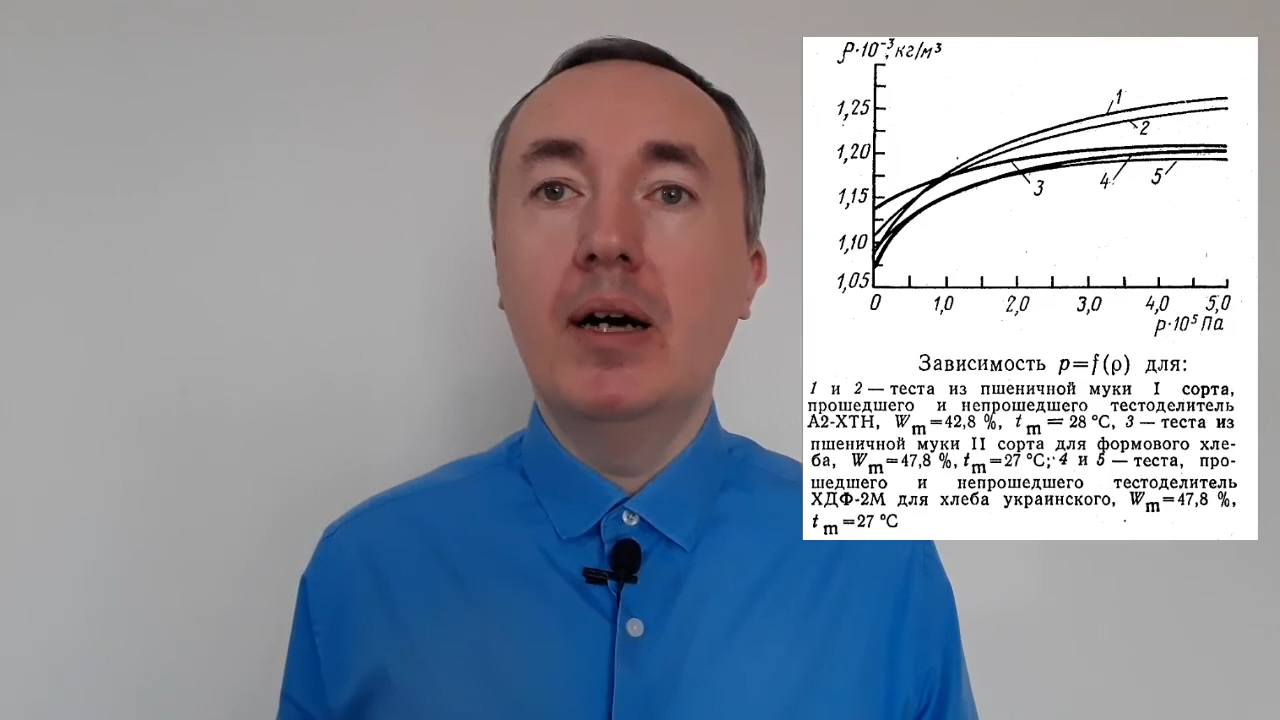 ρ·10⁻³, кг/м³
1,25
1,20
1,15
1,10
1,05
1
2
3
4
5
0 1,0 2,0 3,0 4,0 5,0
p·10⁵ Па
Зависимость p=f(ρ) для:
1 и 2 — теста из пшеничной муки I сорта,
прошедшего и непрошедшего тестоделитель
А2-ХТН, Wm=42,8 %, tm=28 °С, 3 — теста из
пшеничной муки II сорта для формового хле-
ба, Wm=47,8 %, tm=27 °С; 4 и 5 — теста, про-
шедшего и непрошедшего тестоделитель
ХДФ-2М для хлеба украинского, Wm=47,8 %,
tm=27 °С